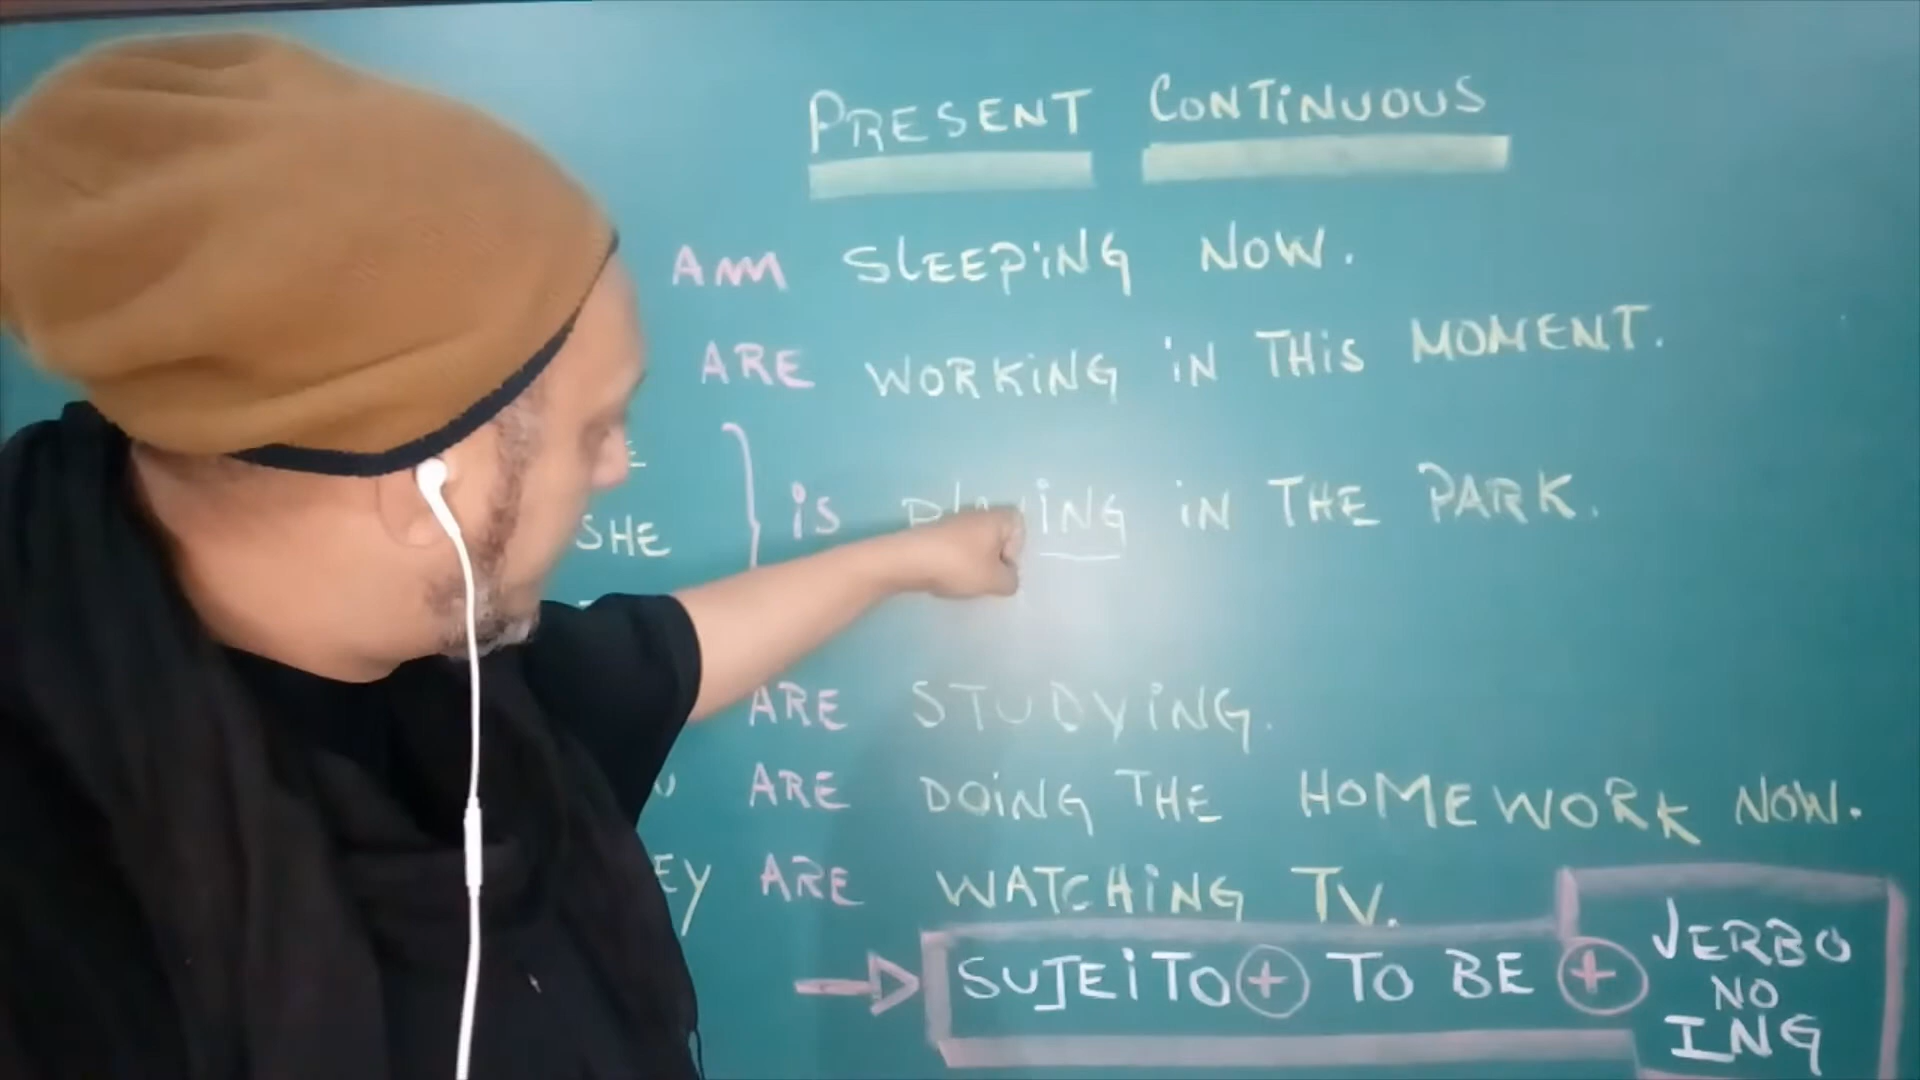 PRESENT CONTINUOUS
AM SLEEPING NOW.
ARE WORKING IN THIS MOMENT.
SHE
IS PLAYING IN THE PARK.
ARE STUDYING.
ARE DOING THE HOMEWORK NOW.
ARE WATCHING TV.
SUJEITO + TO BE + VERBO
NO
ING